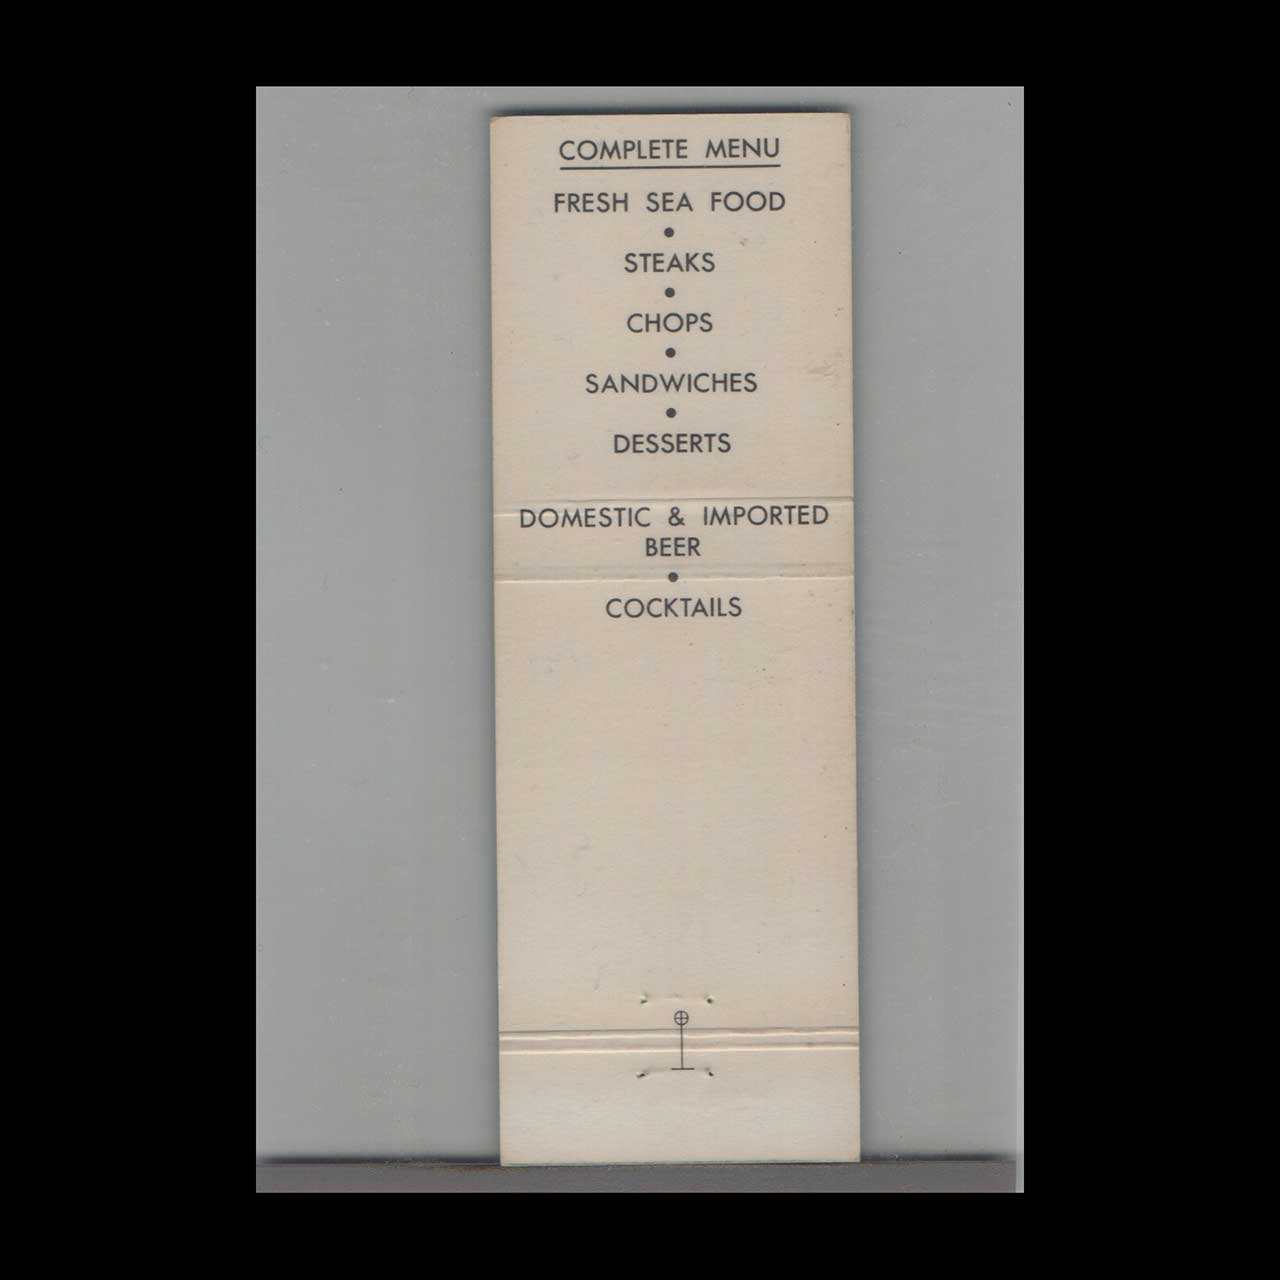 COMPLETE MENU
FRESH SEA FOOD
•
STEAKS
•
CHOPS
•
SANDWICHES
•
DESSERTS
DOMESTIC & IMPORTED
BEER
•
COCKTAILS